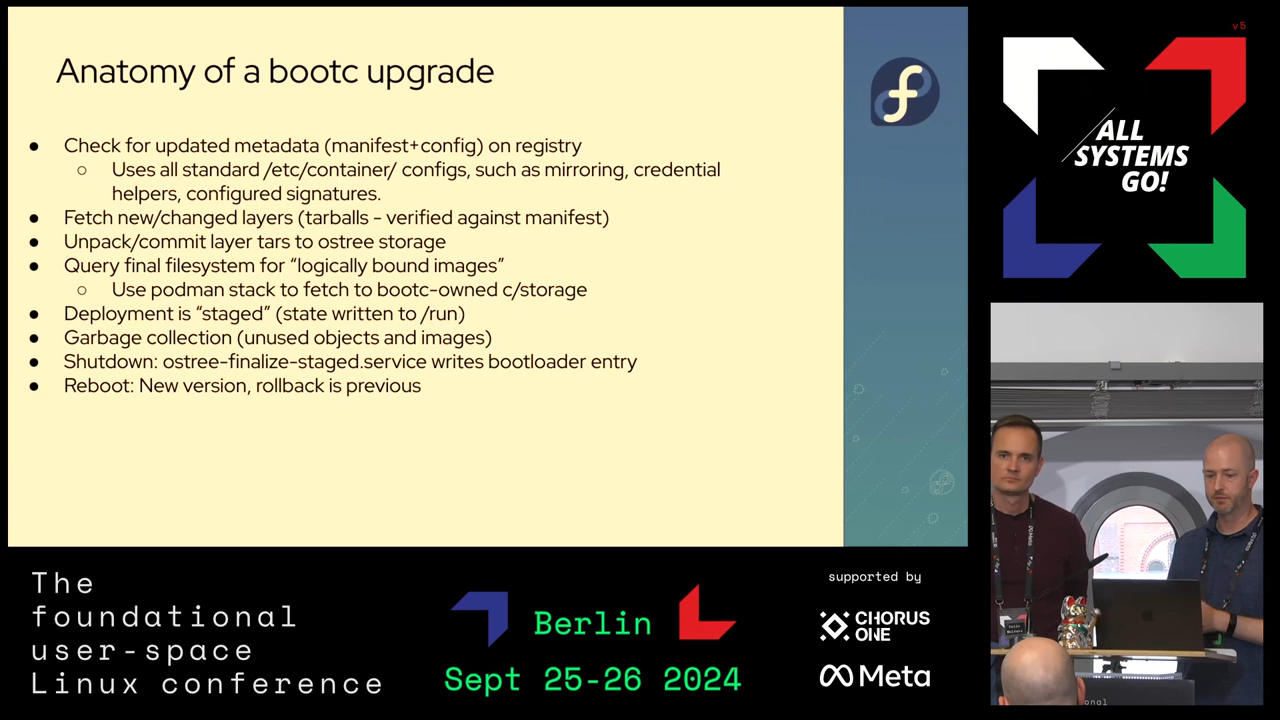 Anatomy of a bootc upgrade
● Check for updated metadata (manifest+config) on registry
○ Uses all standard /etc/container/ configs, such as mirroring, credential
helpers, configured signatures.
● Fetch new/changed layers (tarballs - verified against manifest)
● Unpack/commit layer tars to ostree storage
● Query final filesystem for “logically bound images”
○ Use podman stack to fetch to bootc-owned c/storage
● Deployment is “staged” (state written to /run)
● Garbage collection (unused objects and images)
● Shutdown: ostree-finalize-staged.service writes bootloader entry
● Reboot: New version, rollback is previous
v5
ALL
SYSTEMS
GO!
The
foundational
user-space
Linux conference
Berlin
Sept 25-26 2024
supported by
CHORUS
ONE
Meta